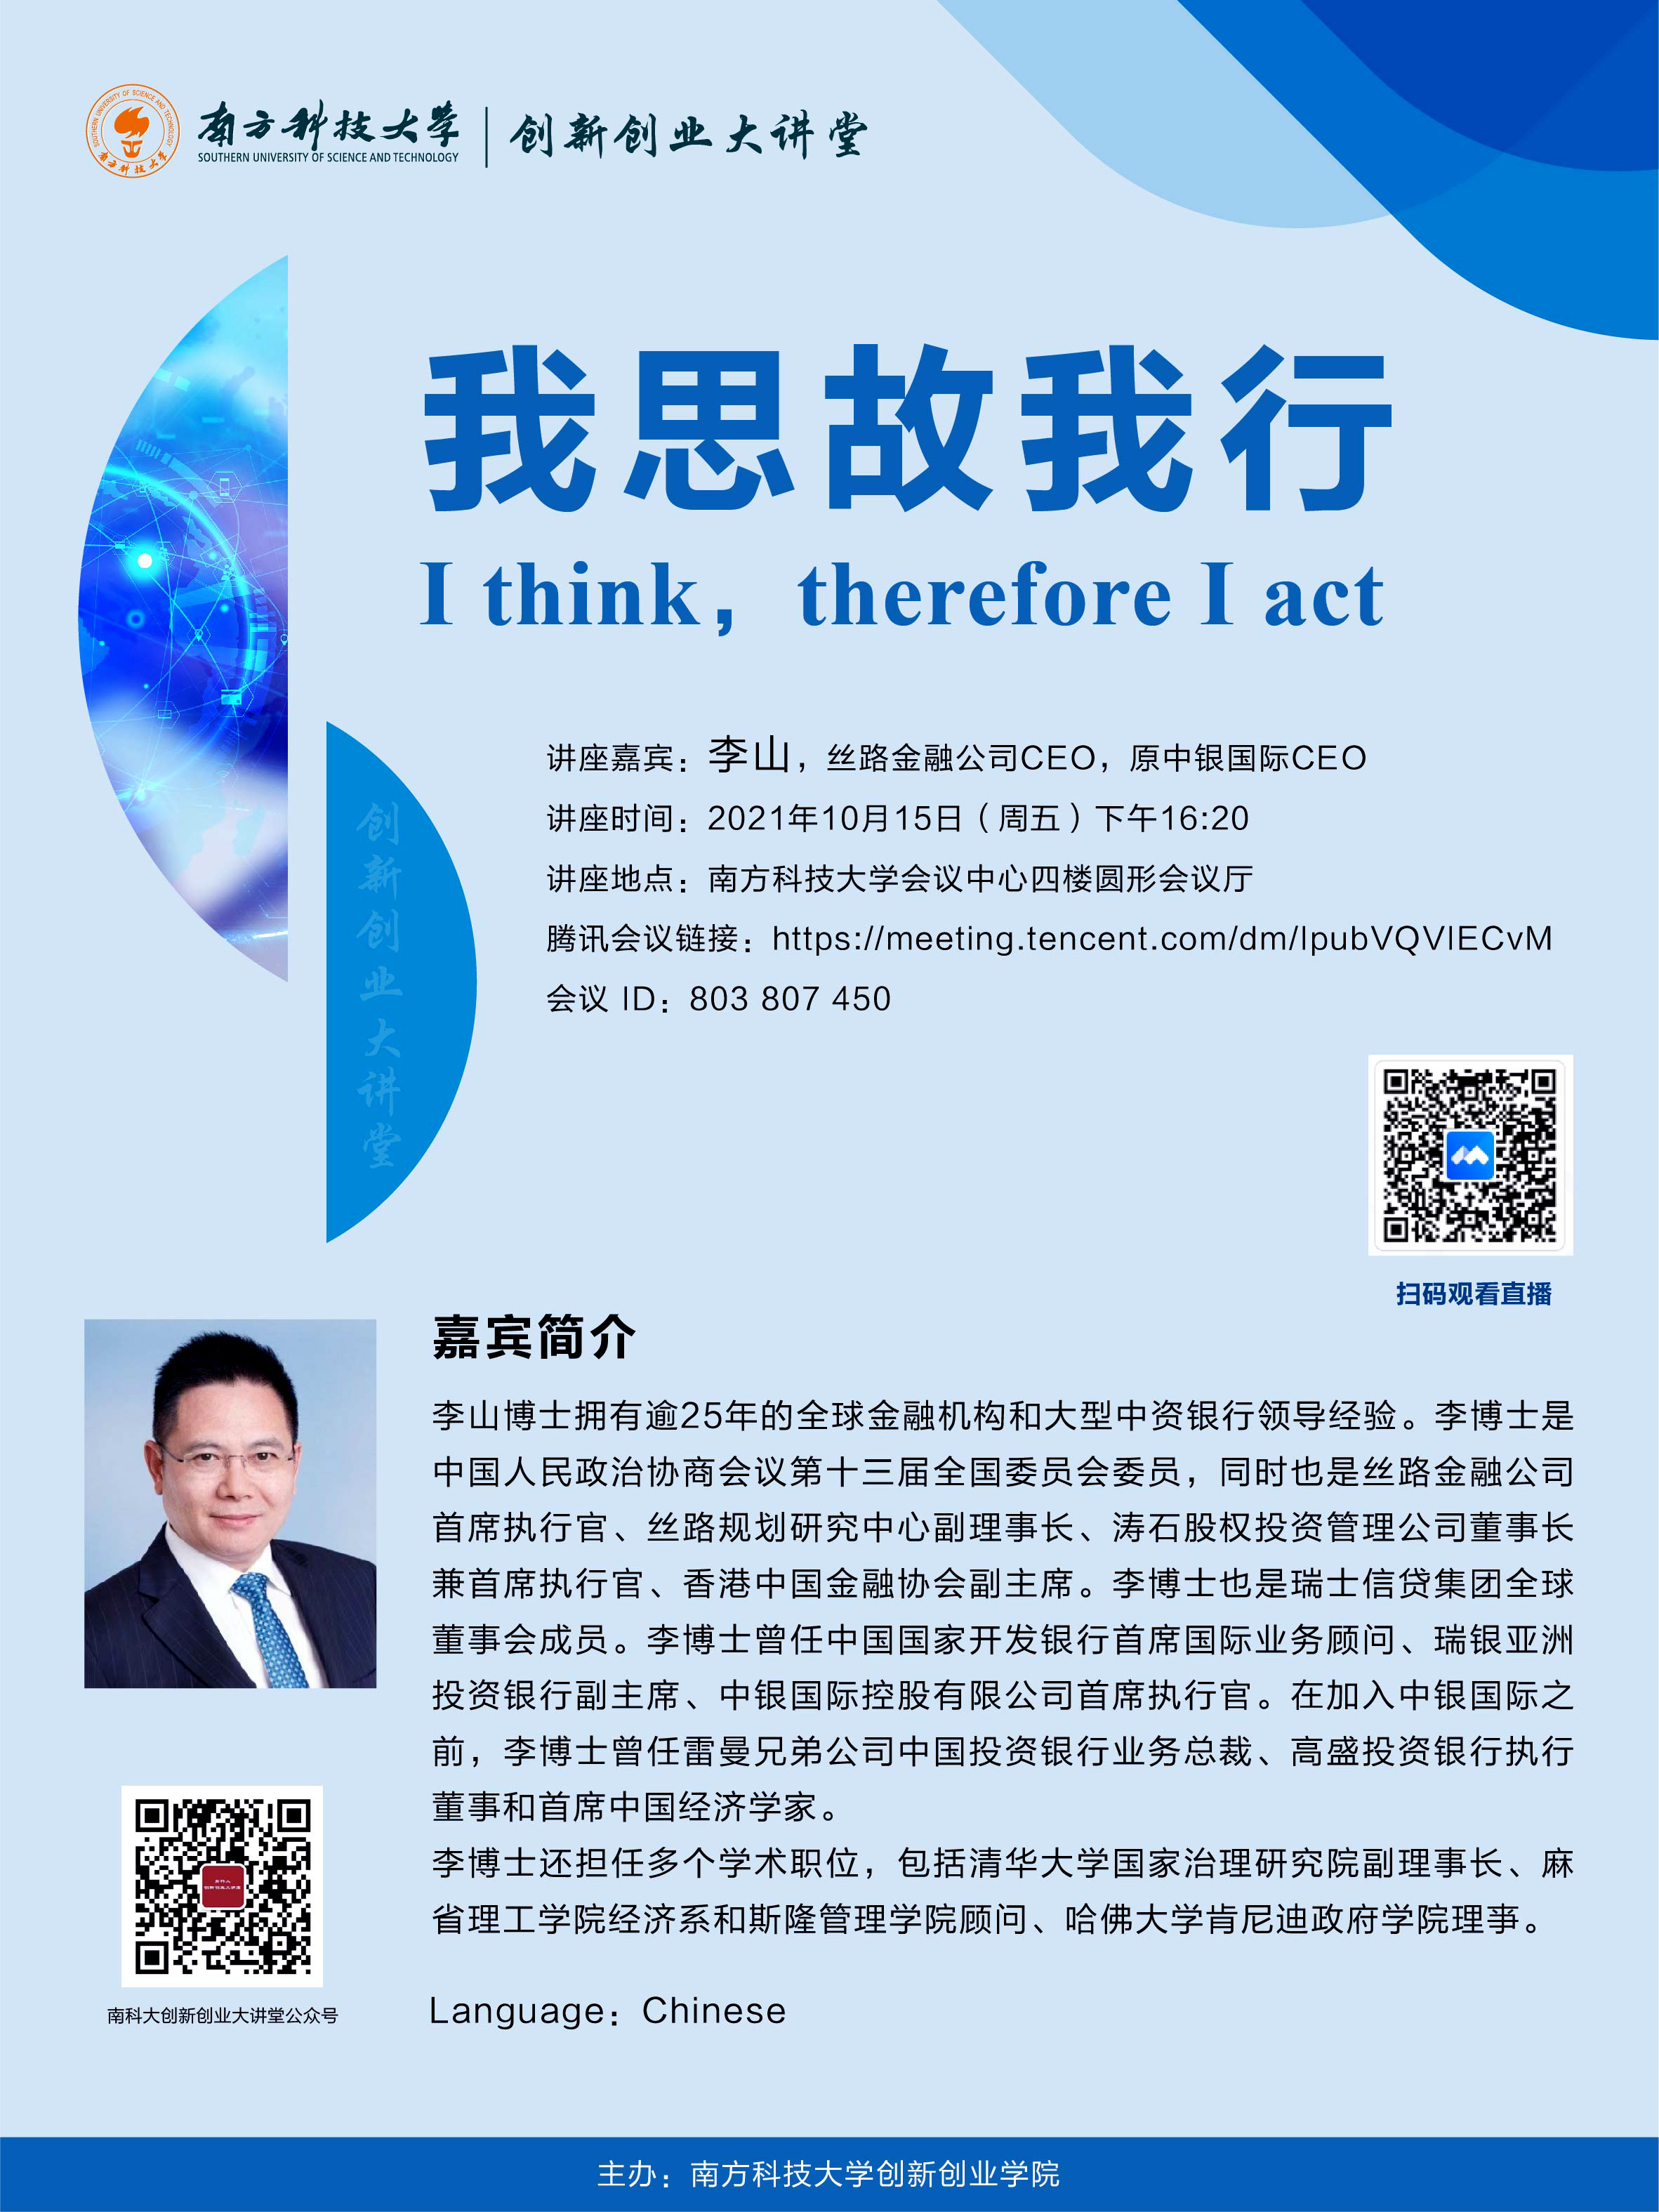 SOUTHERN UNIVERSITY OF SCIENCE AND TECHNOLOGY
南方科技大学
南方科技大学
SOUTHERN UNIVERSITY OF SCIENCE AND TECHNOLOGY
创新创业大讲堂
我思故我行
I think，therefore I act
讲座嘉宾：李山，丝路金融公司CEO，原中银国际CEO
讲座时间：2021年10月15日（周五）下午16:20
讲座地点：南方科技大学会议中心四楼圆形会议厅
腾讯会议链接：https://meeting.tencent.com/dm/IpubVQVIECvM
会议 ID：803 807 450
创新创业大讲堂
扫码观看直播
嘉宾简介
李山博士拥有逾25年的全球金融机构和大型中资银行领导经验。李博士是
中国人民政治协商会议第十三届全国委员会委员，同时也是丝路金融公司
首席执行官、丝路规划研究中心副理事长、涛石股权投资管理公司董事长
兼首席执行官、香港中国金融协会副主席。李博士也是瑞士信贷集团全球
董事会成员。李博士曾任中国国家开发银行首席国际业务顾问、瑞银亚洲
投资银行副主席、中银国际控股有限公司首席执行官。在加入中银国际之
前，李博士曾任雷曼兄弟公司中国投资银行业务总裁、高盛投资银行执行
董事和首席中国经济学家。
李博士还担任多个学术职位，包括清华大学国家治理研究院副理事长、麻
省理工学院经济系和斯隆管理学院顾问、哈佛大学肯尼迪政府学院理事。
南科大创新创业大讲堂公众号
Language：Chinese
主办：南方科技大学创新创业学院